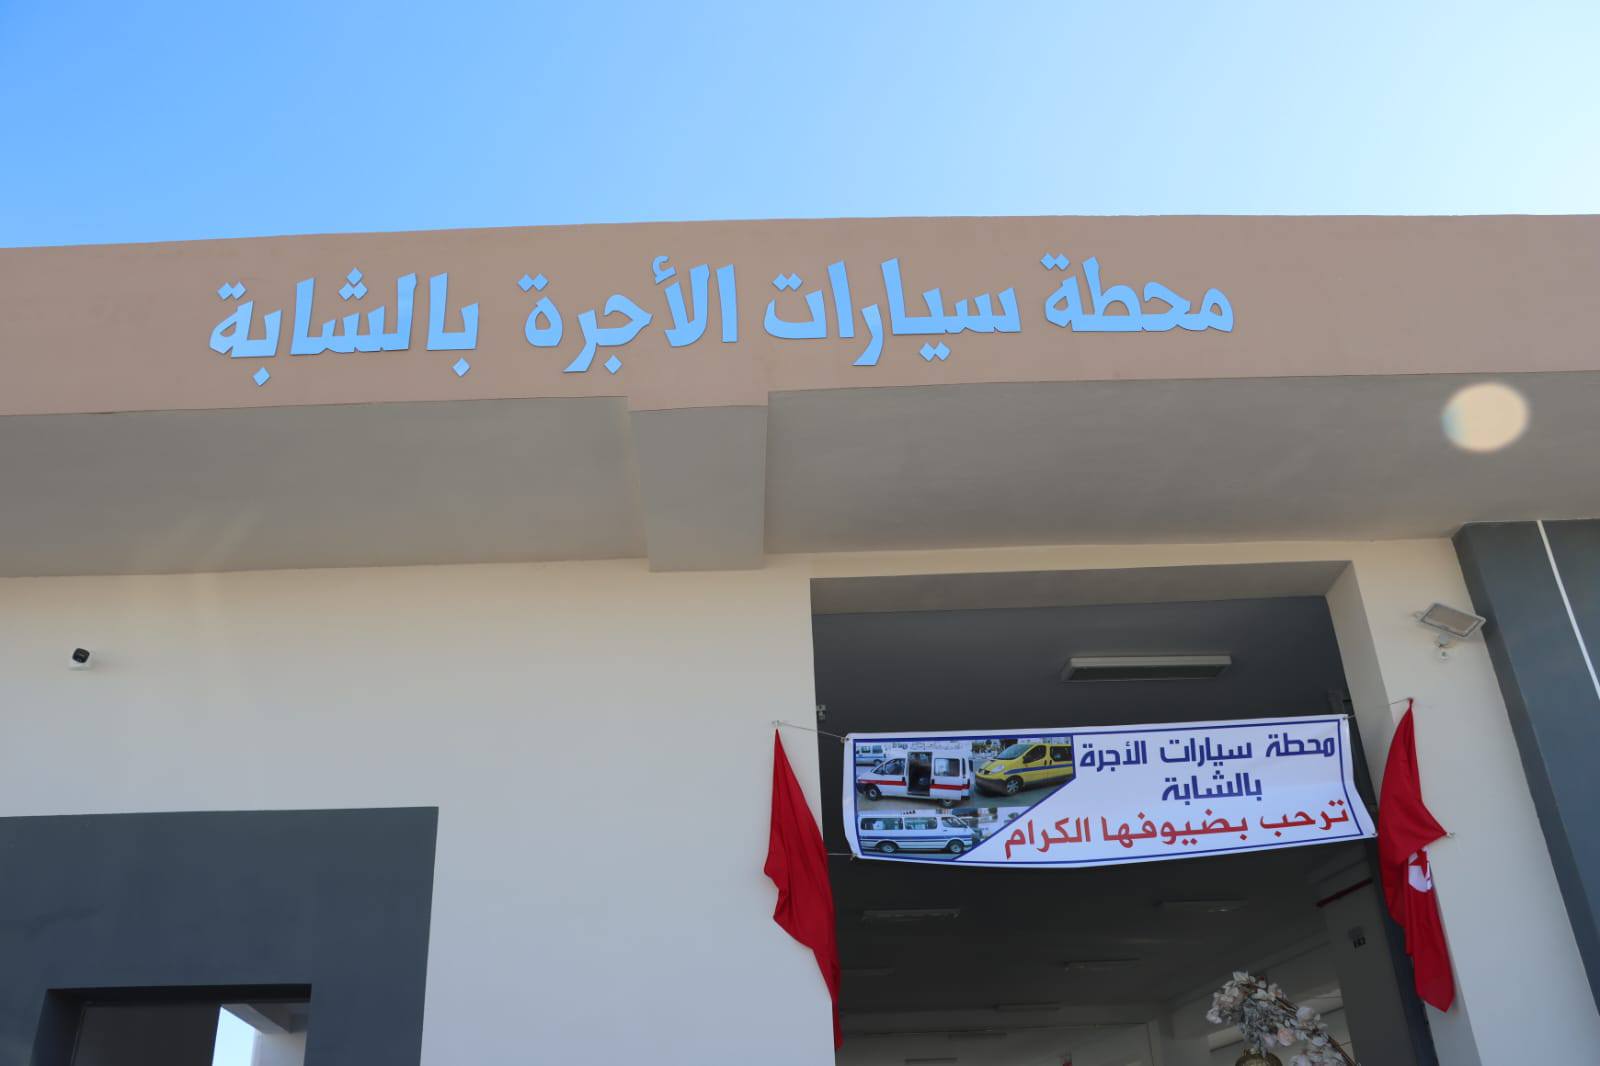 محطة سيارات الأجرة بالشابة
محطة سيارات الأجرة
بالشابة
ترحب بضيوفها الكرام